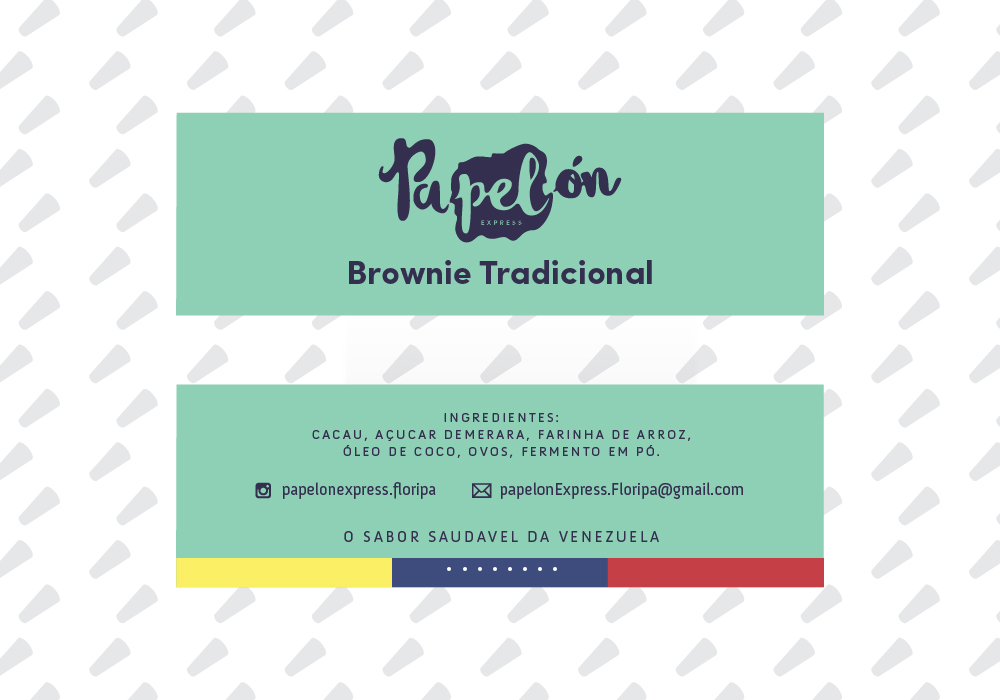 Papelón
EXPRESS
Brownie Tradicional
INGREDIENTES:
CACAU, AÇUCAR DEMERARA, FARINHA DE ARROZ,
ÓLEO DE COCO, OVOS, FERMENTO EM PÓ.
papelonexpress.floripa papelonExpress.Floripa@gmail.com
O SABOR SAUDAVEL DA VENEZUELA